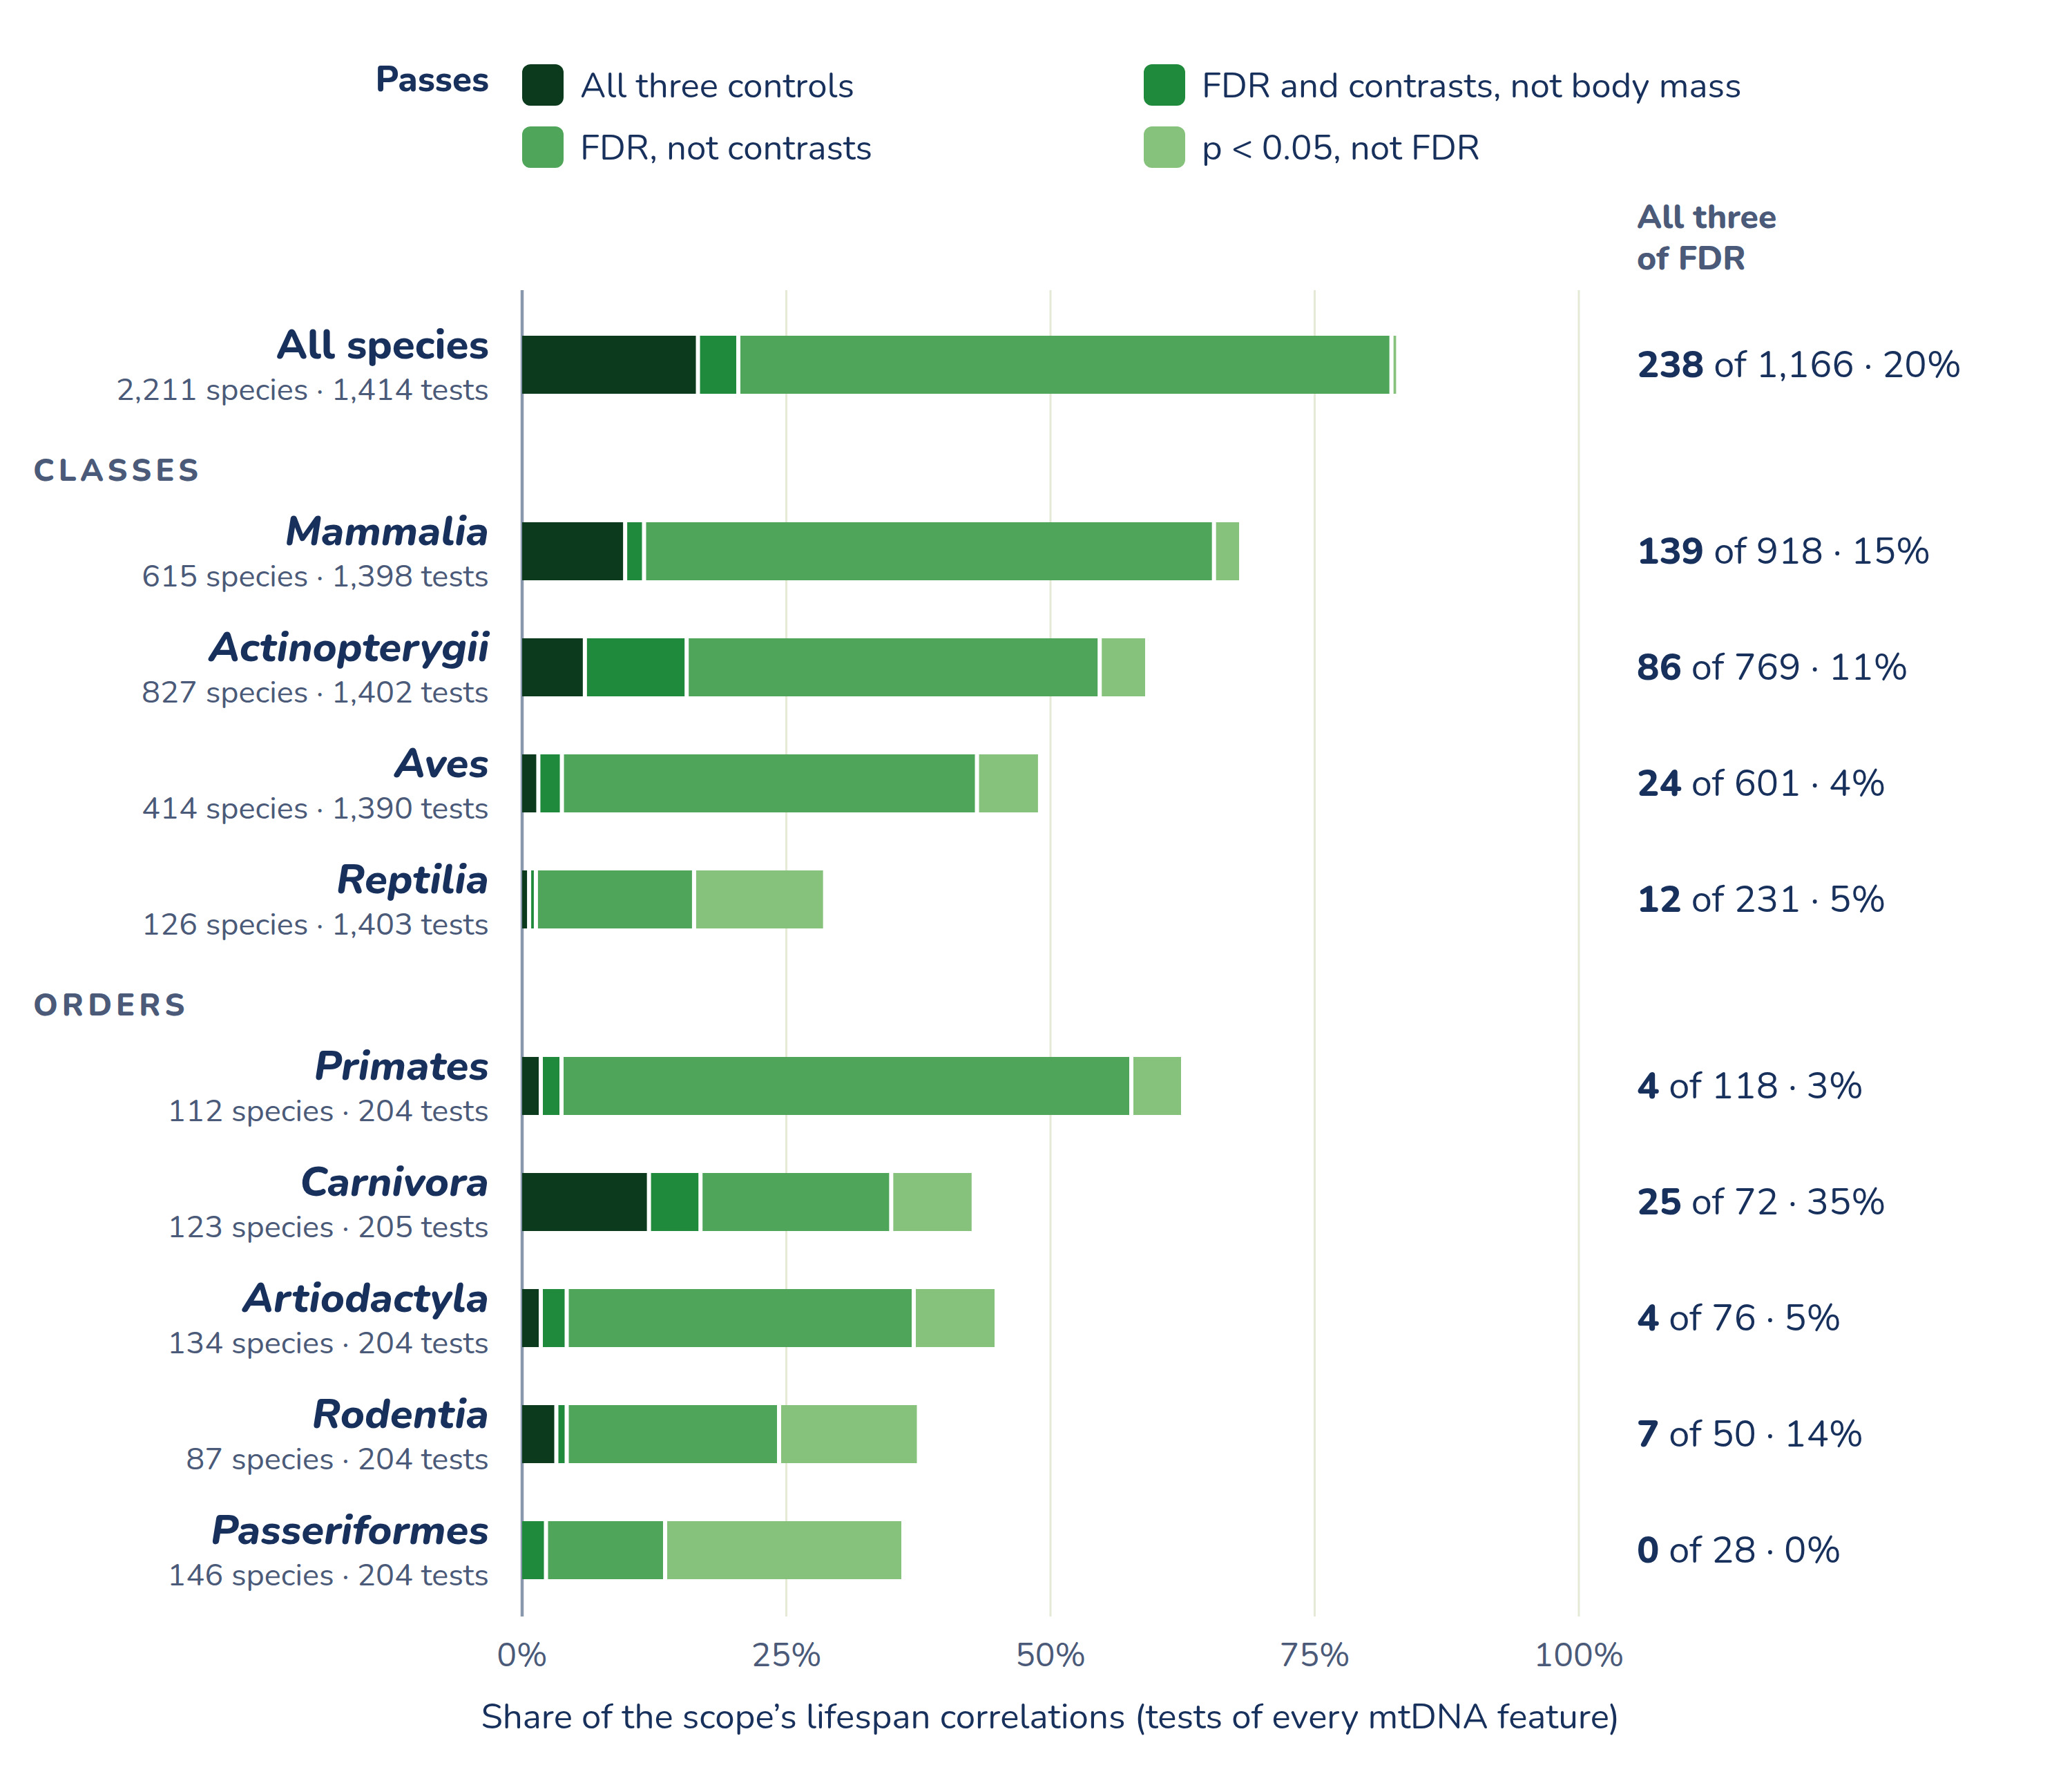 Passes
All three controls
FDR and contrasts, not body mass
FDR, not contrasts
p < 0.05, not FDR
All three
of FDR
All species
2,211 species · 1,414 tests
238 of 1,166 · 20%
CLASSES
Mammalia
615 species · 1,398 tests
139 of 918 · 15%
Actinopterygii
827 species · 1,402 tests
86 of 769 · 11%
Aves
414 species · 1,390 tests
24 of 601 · 4%
Reptilia
126 species · 1,403 tests
12 of 231 · 5%
ORDERS
Primates
112 species · 204 tests
4 of 118 · 3%
Carnivora
123 species · 205 tests
25 of 72 · 35%
Artiodactyla
134 species · 204 tests
4 of 76 · 5%
Rodentia
87 species · 204 tests
7 of 50 · 14%
Passeriformes
146 species · 204 tests
0 of 28 · 0%
0% 25% 50% 75% 100%
Share of the scope’s lifespan correlations (tests of every mtDNA feature)